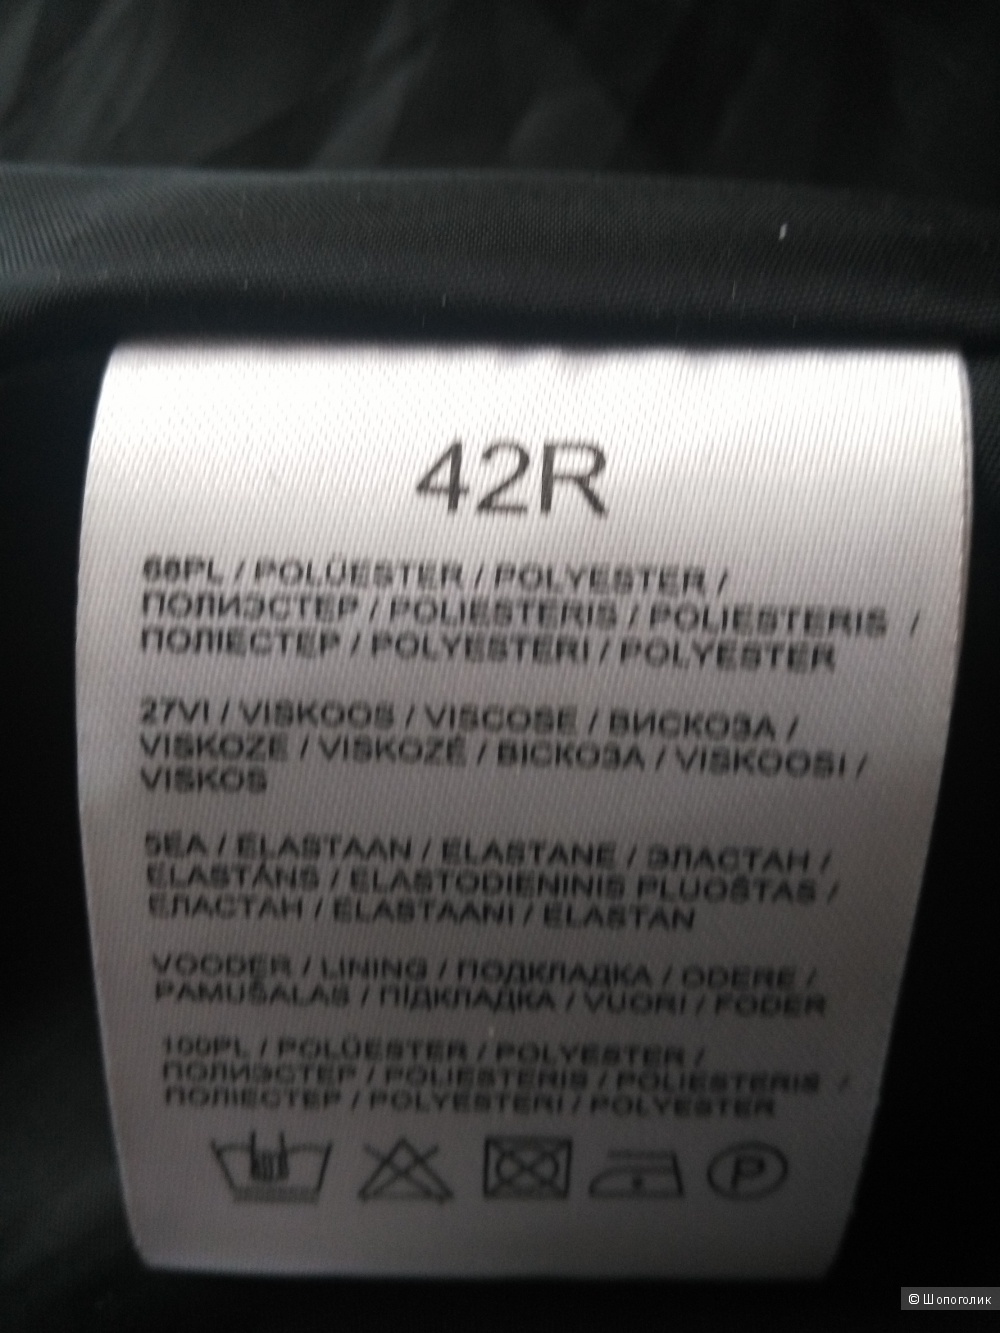 42R
68PL / POLÜESTER / POLYESTER /
ПОЛИЭСТЕР / POLIESTERIS / POLIESTERIS /
ПОЛІЕСТЕР / POLYESTERI / POLYESTER
27VI / VISKOOS / VISCOSE / ВИСКОЗА /
VISKOZE / VISKOZĖ / ВІСКОЗА / VISKOOSI /
VISKOS
5EA / ELASTAAN / ELASTANE / ЭЛАСТАН /
ELASTĀNS / ELASTODIENINIS PLUOŠTAS /
ЕЛАСТАН / ELASTAANI / ELASTAN
VOODER / LINING / ПОДКЛАДКА / ODERE /
PAMUŠALAS / ПІДКЛАДКА / VUORI / FODER
100PL / POLÜESTER / POLYESTER /
ПОЛИЭСТЕР / POLIESTERIS / POLIESTERIS /
ПОЛІЕСТЕР / POLYESTERI / POLYESTER
P
© Шопоголик